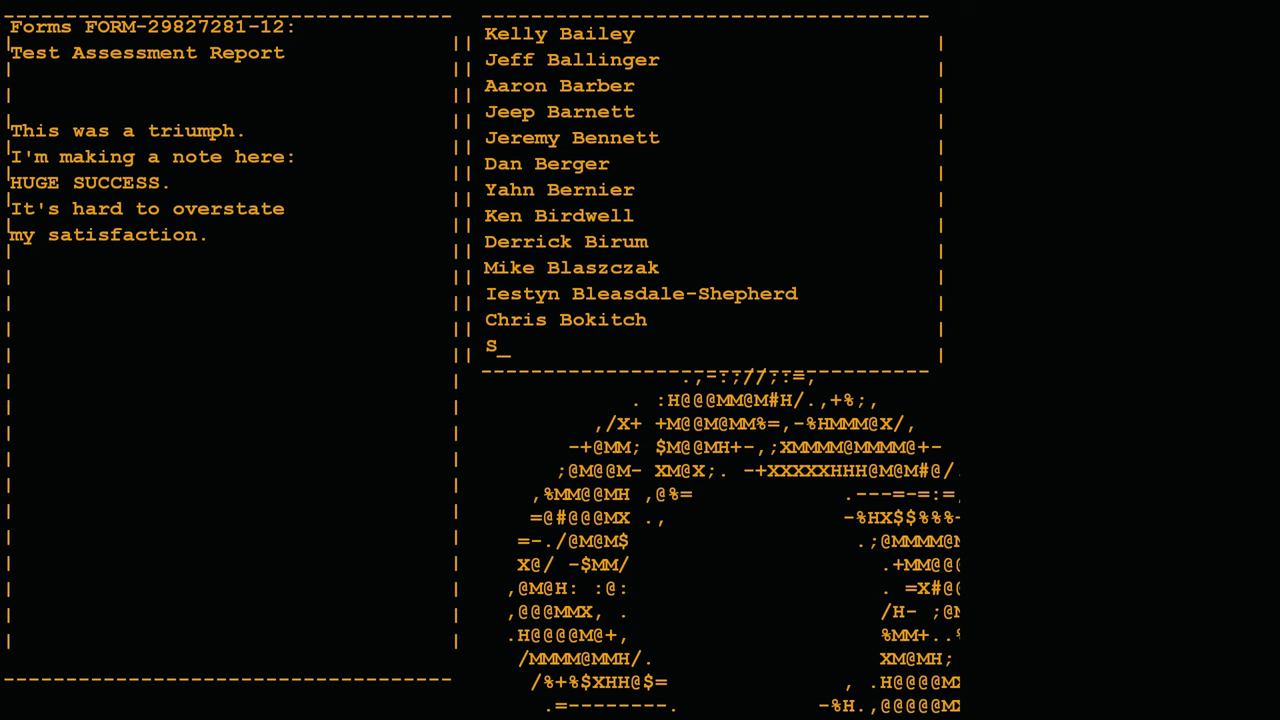 Forms FORM-29827281-12:
Test Assessment Report
This was a triumph.
I'm making a note here:
HUGE SUCCESS.
It's hard to overstate
my satisfaction.
Kelly Bailey
Jeff Ballinger
Aaron Barber
Jeep Barnett
Jeremy Bennett
Dan Berger
Yahn Bernier
Ken Birdwell
Derrick Birum
Mike Blaszczak
Iestyn Bleasdale-Shepherd
Chris Bokitch
S_